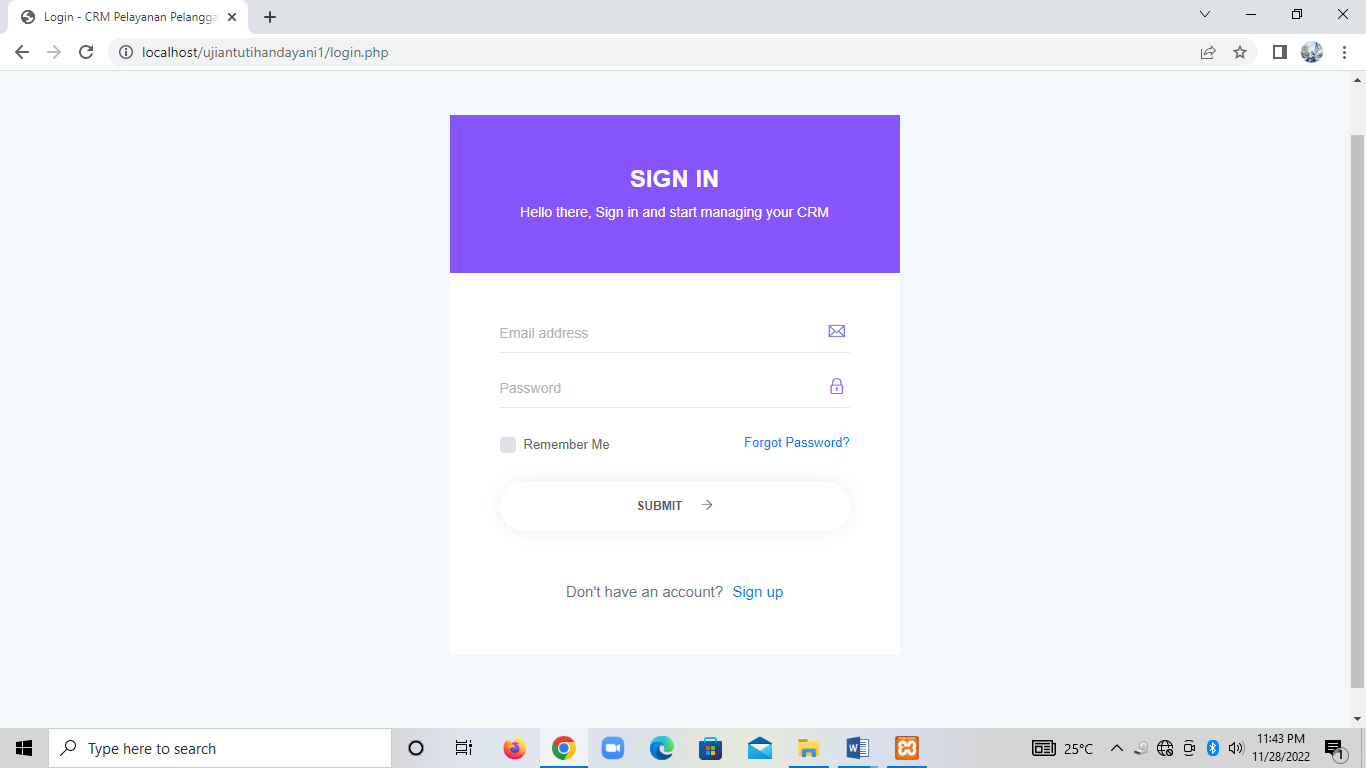 Login - CRM Pelayanan Pelangga
localhost/ujiantutihandayani1/login.php
SIGN IN
Hello there, Sign in and start managing your CRM
Email address
Password
Remember Me
Forgot Password?
SUBMIT
Don't have an account? Sign up
Type here to search
25°C
11:43 PM
11/28/2022
1